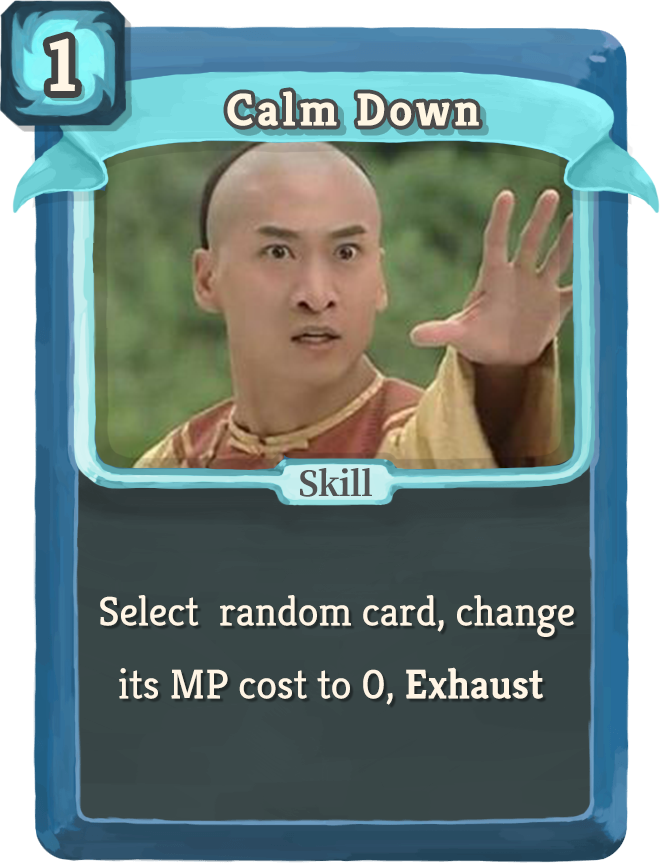 1
Calm Down
Skill
Select random card, change
its MP cost to 0, Exhaust